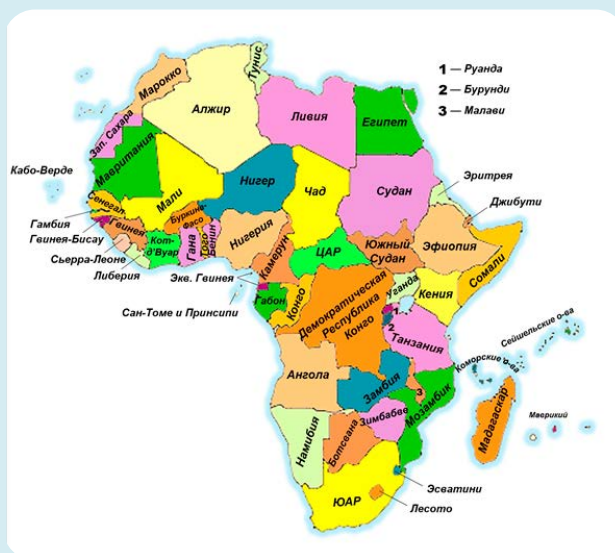 1 — Руанда
2 — Бурунди
3 — Малави
Тунис
Марокко
Алжир
Ливия
Египет
Зап. Сахара
Мавритания
Кабо-Верде
Мали
Нигер
Чад
Судан
Эритрея
Джибути
Сенегал
Гамбия
Гвинея-Бисау
Гвинея
Сьерра-Леоне
Либерия
Кот-
д'Вуар
Буркина-
Фасо
Гана
Того
Бенин
Нигерия
Камерун
ЦАР
Южный
Судан
Эфиопия
Сомали
Экв. Гвинея
Сан-Томе и Принсипи
Габон
Конго
Демократическая
Республика
Конго
Уганда
Кения
1
2
Танзания
Сейшельские о-ва
Коморские о-ва
Ангола
Замбия
3
Мозамбик
Мадагаскар
Маврикий
Намибия
Ботсвана
Зимбабве
ЮАР
Эсватини
Лесото